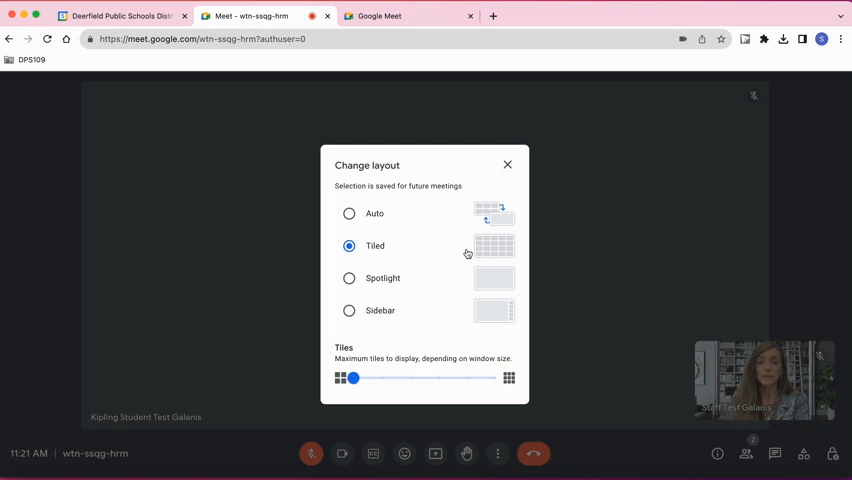 Deerfield Public Schools Distri
Meet - wtn-ssqg-hrm
Google Meet
https://meet.google.com/wtn-ssqg-hrm?authuser=0
S
DPS109
Change layout
Selection is saved for future meetings
Auto
Tiled
Spotlight
Sidebar
Tiles
Maximum tiles to display, depending on window size.
Kipling Student Test Galanis
Staff Test Galanis
11:21 AM
wtn-ssqg-hrm
CC
2